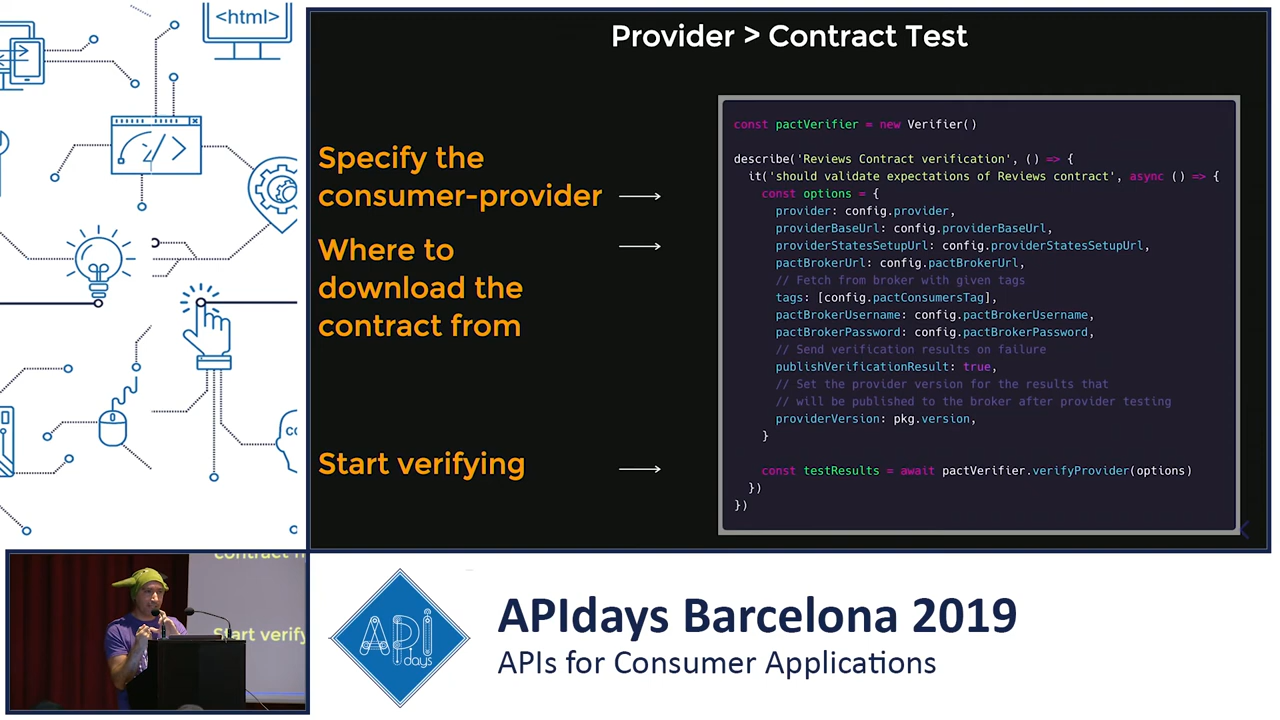 <html>
Provider > Contract Test
Specify the
consumer-provider
Where to
download the
contract from
Start verifying
const pactVerifier = new Verifier()
describe('Reviews Contract verification', () => {
it('should validate expectations of Reviews contract', async () => {
const options = {
provider: config.provider,
providerBaseUrl: config.providerBaseUrl,
providerStatesSetupUrl: config.providerStatesSetupUrl,
pactBrokerUrl: config.pactBrokerUrl,
// Fetch from broker with given tags
tags: [config.pactConsumersTag],
pactBrokerUsername: config.pactBrokerUsername,
pactBrokerPassword: config.pactBrokerPassword,
// Send verification results on failure
publishVerificationResult: true,
// Set the provider version for the results that
// will be published to the broker after provider testing
providerVersion: pkg.version,
}
const testResults = await pactVerifier.verifyProvider(options)
})
})
Start verify
API
days
APIdays Barcelona 2019
APIs for Consumer Applications